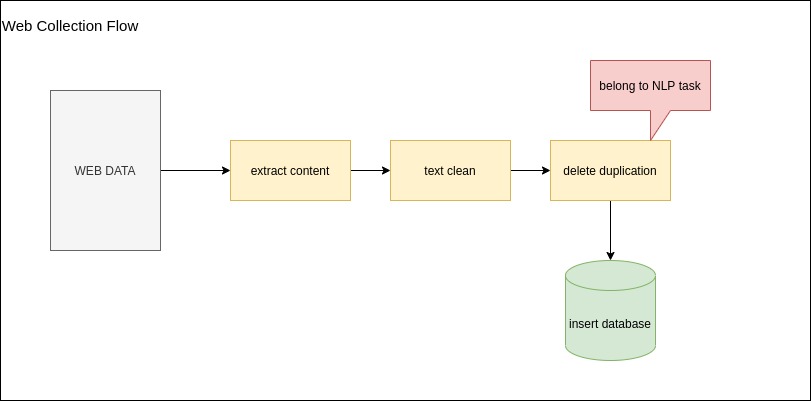 Web Collection Flow
belong to NLP task
WEB DATA
extract content
text clean
delete duplication
insert database